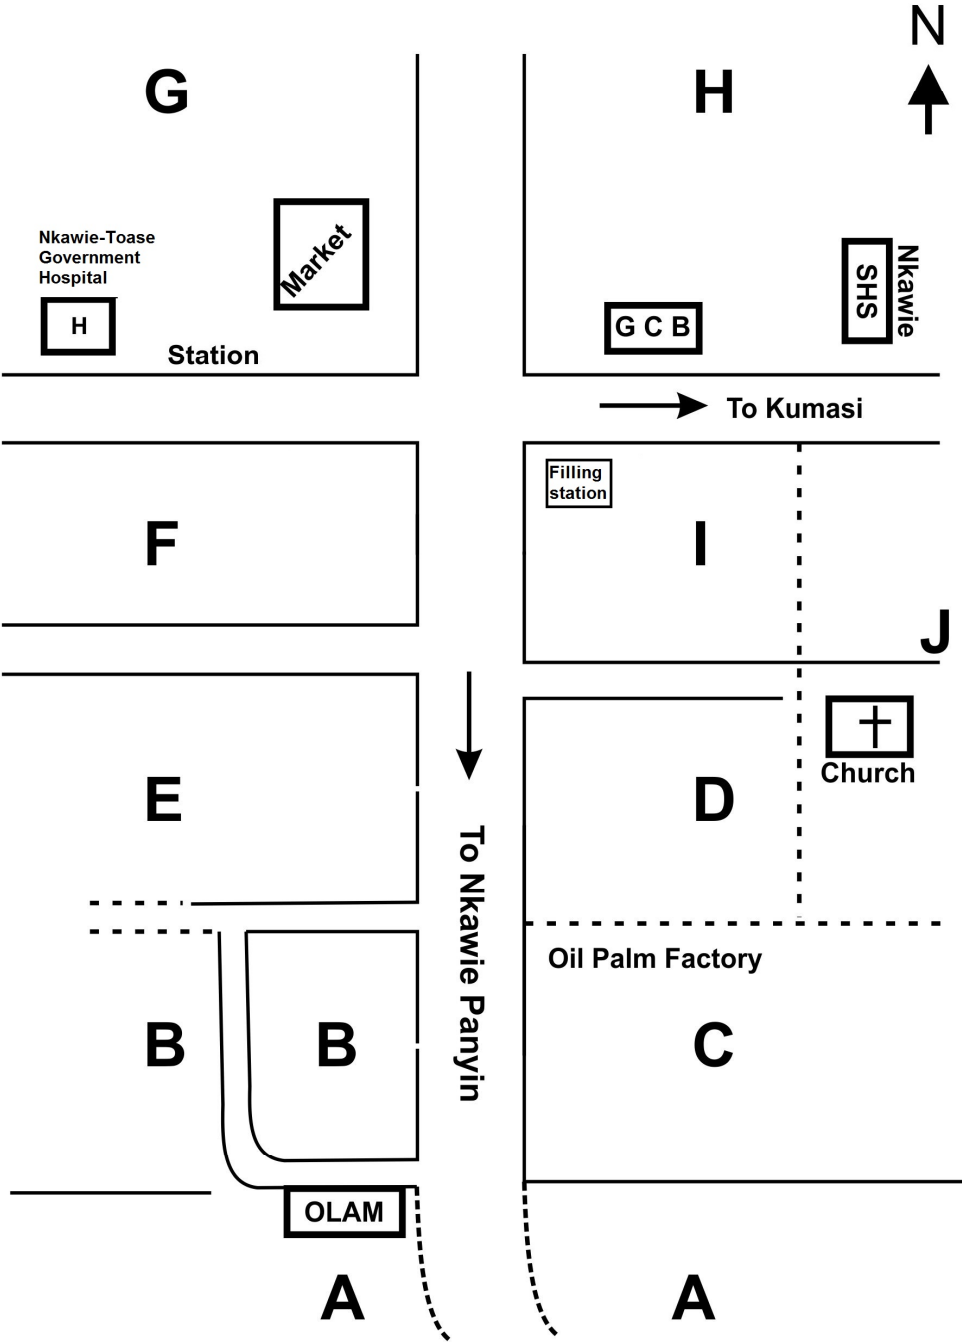 N
G
H
Nkawie-Toase
Government
Hospital
H
Market
Station
G C B
SHS
Nkawie
To Kumasi
Filling
station
F
I
J
E
D
Church
To Nkawie Panyin
Oil Palm Factory
B
B
C
OLAM
A
A